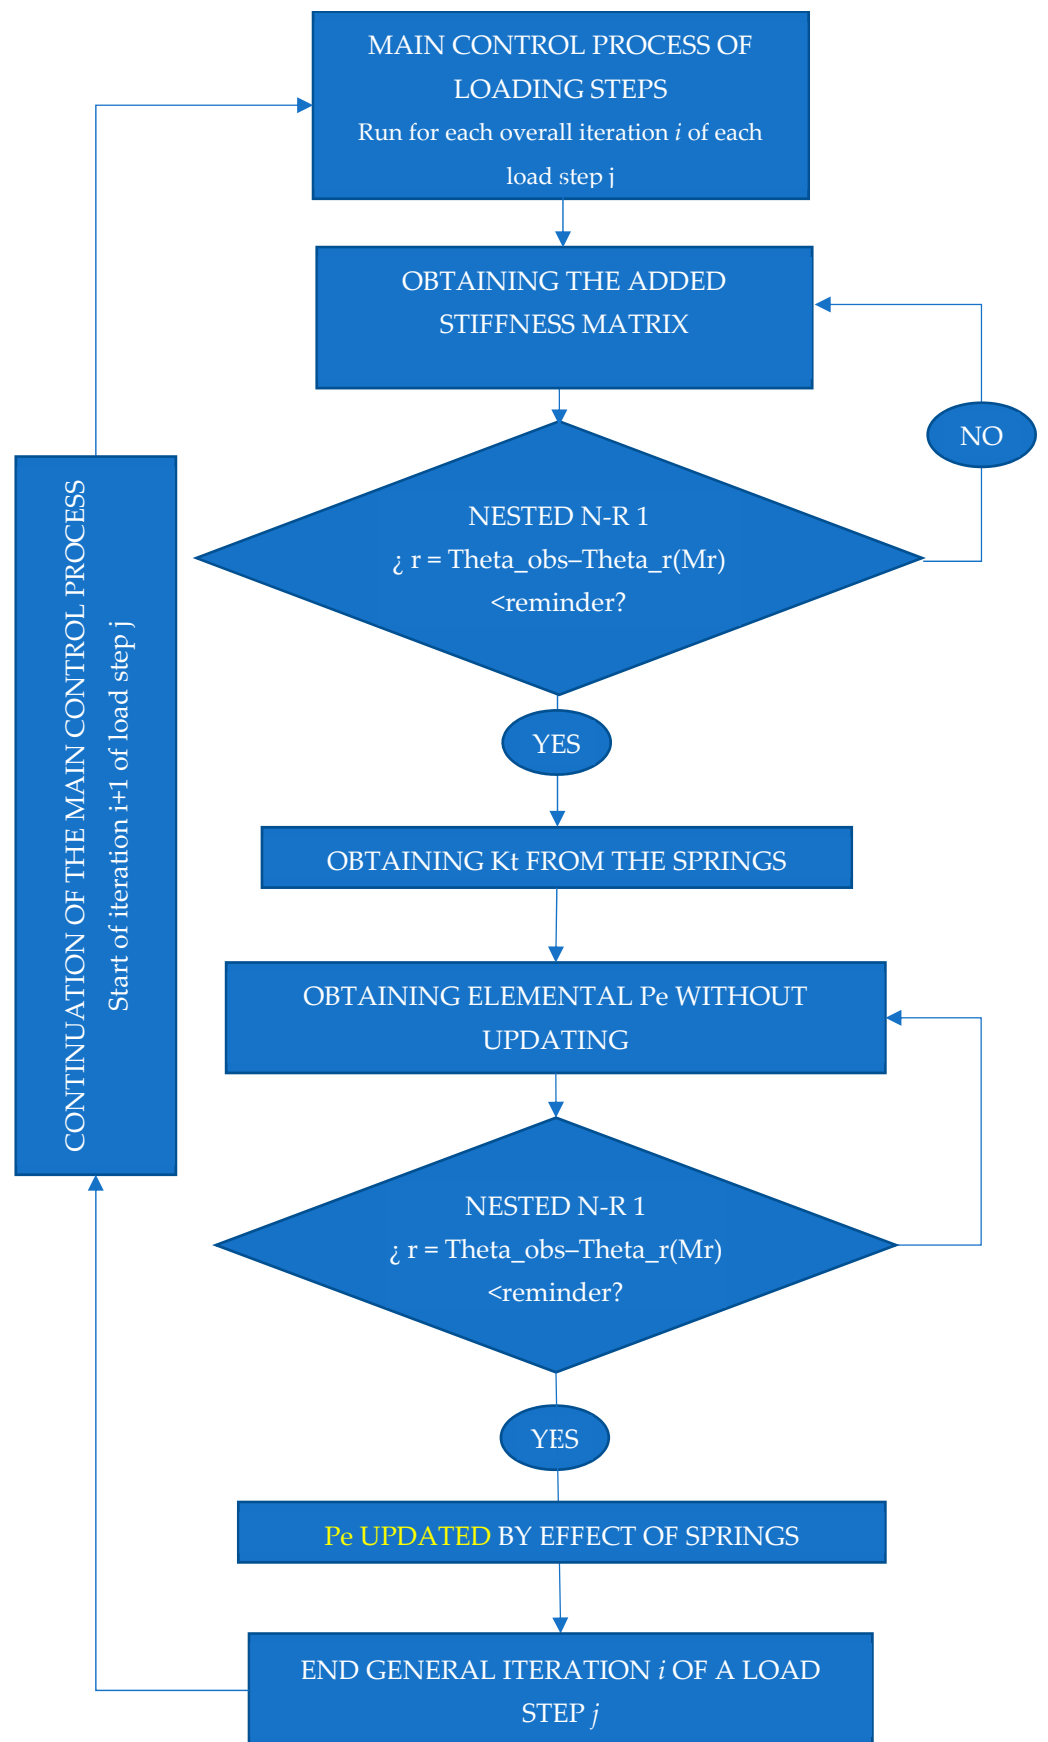 MAIN CONTROL PROCESS OF
LOADING STEPS
Run for each overall iteration i of each
load step j
OBTAINING THE ADDED
STIFFNESS MATRIX
NO
NESTED N-R 1
¿ r = Theta_obs–Theta_r(Mr)
<reminder?
YES
OBTAINING Kt FROM THE SPRINGS
OBTAINING ELEMENTAL Pe WITHOUT
UPDATING
NESTED N-R 1
¿ r = Theta_obs–Theta_r(Mr)
<reminder?
YES
Pe UPDATED BY EFFECT OF SPRINGS
END GENERAL ITERATION i OF A LOAD
STEP j
CONTINUATION OF THE MAIN CONTROL PROCESS
Start of iteration i+1 of load step j